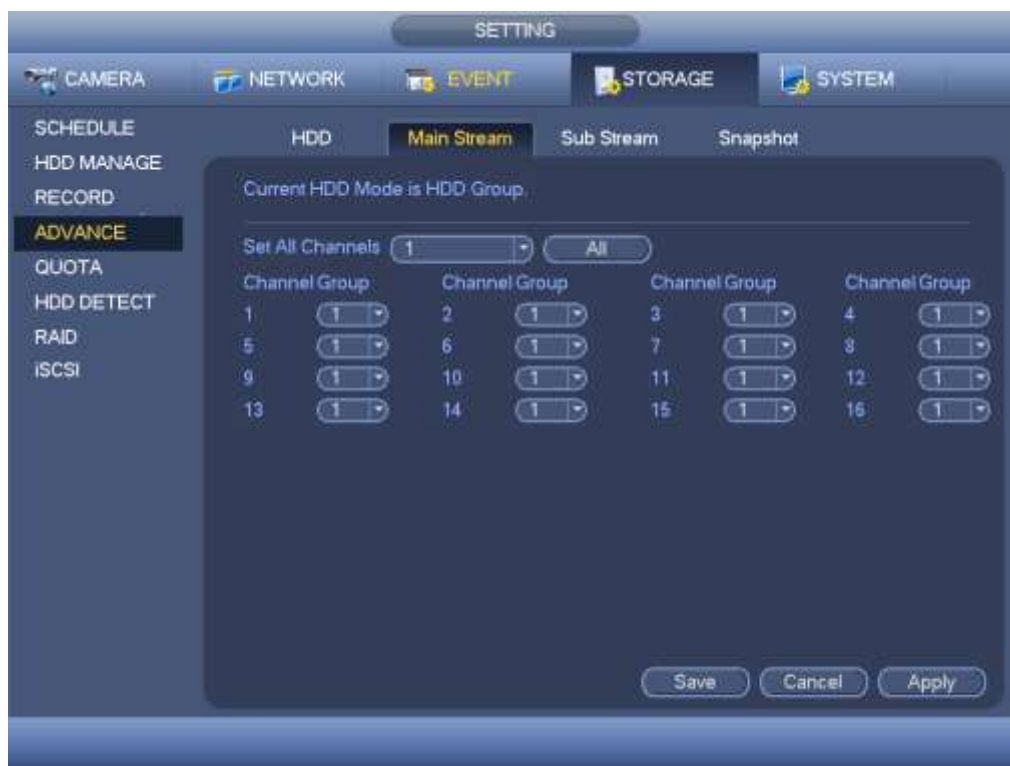 SETTING
CAMERA NETWORK EVENT STORAGE SYSTEM
SCHEDULE
HDD MANAGE
RECORD
ADVANCE
QUOTA
HDD DETECT
RAID
iSCSI
HDD Main Stream Sub Stream Snapshot
Current HDD Mode is HDD Group.
Set All Channels 1 All
Channel Group Channel Group Channel Group Channel Group
1 1 2 1 3 1 4 1
5 1 6 1 7 1 8 1
9 1 10 1 11 1 12 1
13 1 14 1 15 1 16 1
Save Cancel Apply